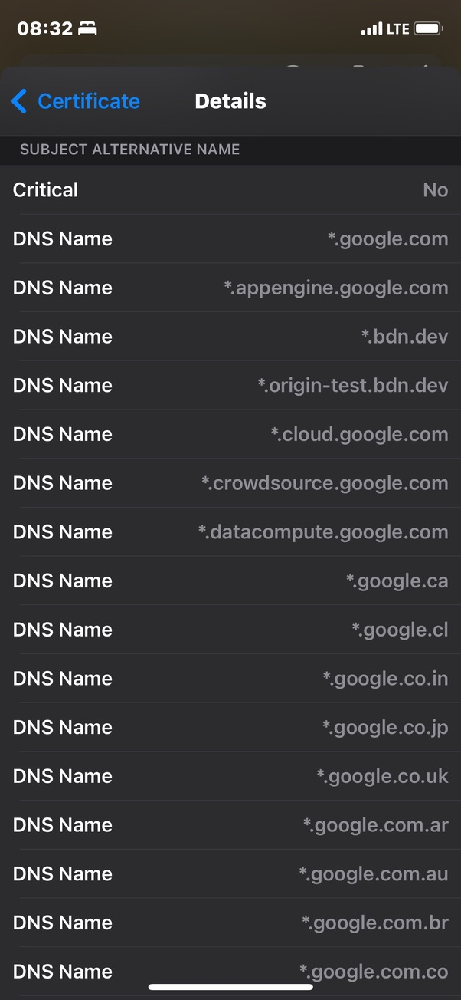 08:32
LTE
Certificate
Details
SUBJECT ALTERNATIVE NAME
Critical No
DNS Name *.google.com
DNS Name *.appengine.google.com
DNS Name *.bdn.dev
DNS Name *.origin-test.bdn.dev
DNS Name *.cloud.google.com
DNS Name *.crowdsource.google.com
DNS Name *.datacompute.google.com
DNS Name *.google.ca
DNS Name *.google.cl
DNS Name *.google.co.in
DNS Name *.google.co.jp
DNS Name *.google.co.uk
DNS Name *.google.com.ar
DNS Name *.google.com.au
DNS Name *.google.com.br
DNS Name *.google.com.co